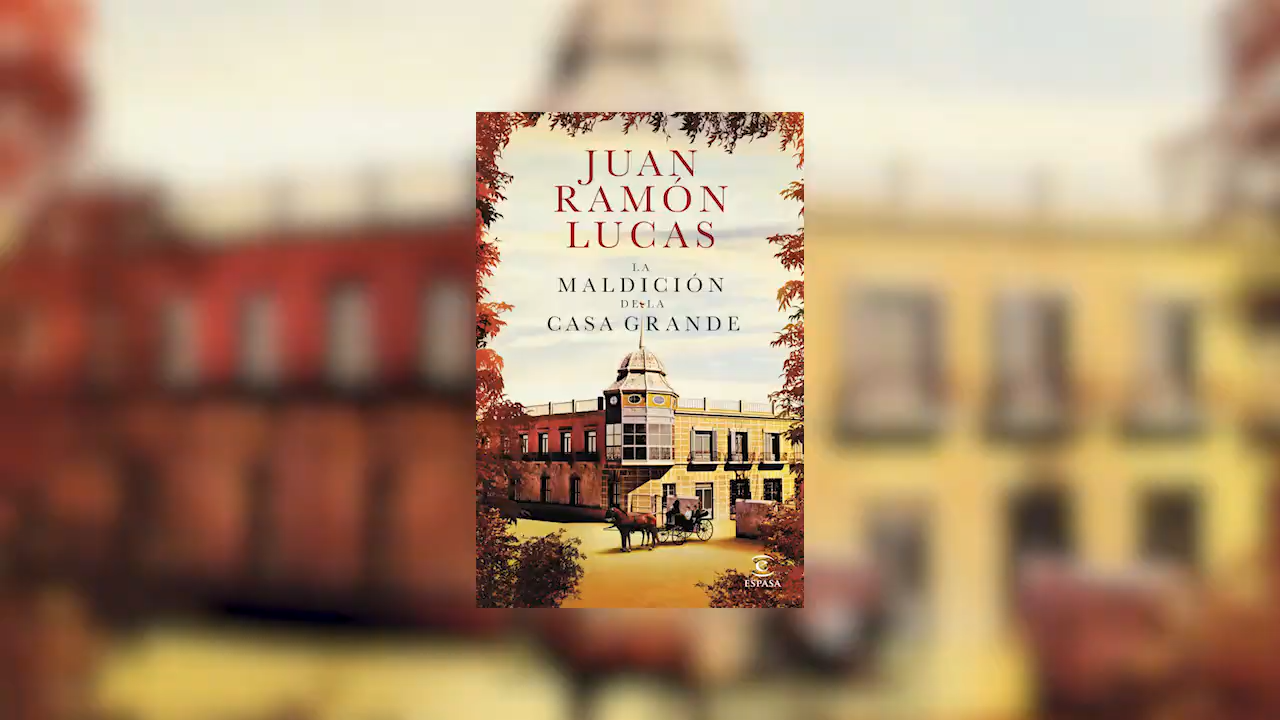 JUAN
RAMÓN
LUCAS
LA
MALDICIÓN
DE LA
CASA GRANDE
ESPASA